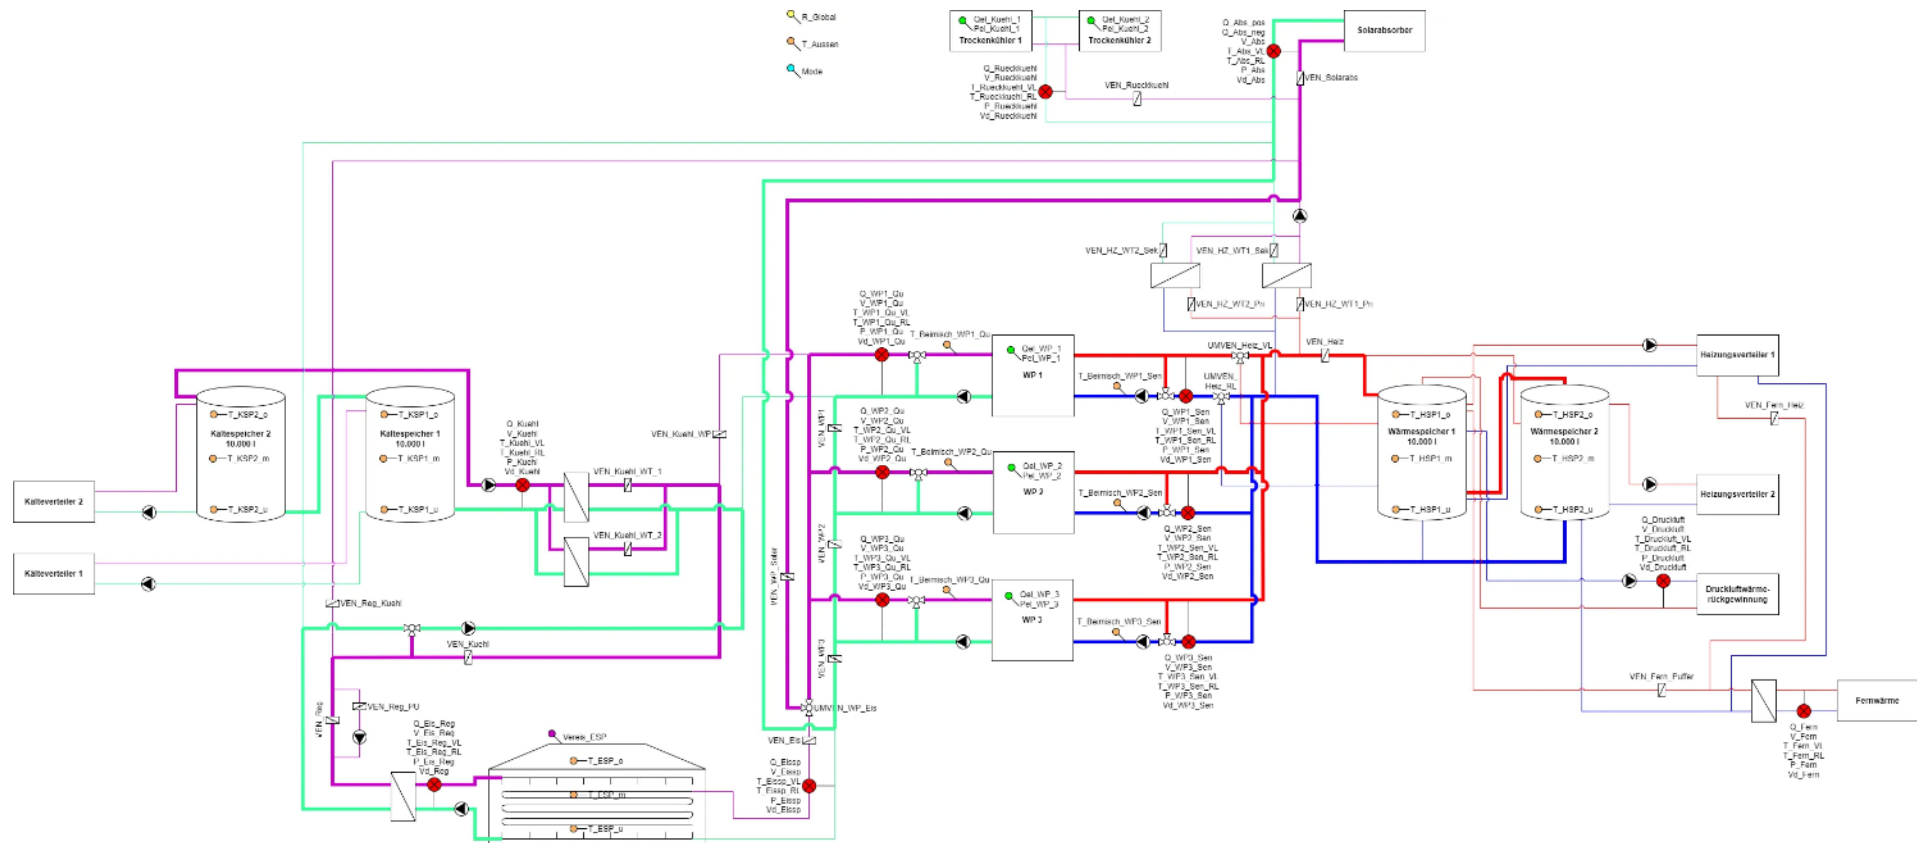 R_Global
T_Aussen
Mode
Qel_Kuehl_1
Pel_Kuehl_1
Trockenkühler 1
Qel_Kuehl_2
Pel_Kuehl_2
Trockenkühler 2
Q_Rueckkuehl
V_Rueckkuehl
T_Rueckkuehl_VL
T_Rueckkuehl_RL
P_Rueckkuehl
Vd_Rueckkuehl
VEN_Rueckkuehl
Q_Abs_pos
Q_Abs_neg
V_Abs
T_Abs_VL
T_Abs_RL
P_Abs
Vd_Abs
Solarabsorber
VEN_Solarabs
VEN_HZ_WT2_Sek
VEN_HZ_WT1_Sek
VEN_HZ_WT2_Pri
VEN_HZ_WT1_Pri
Q_WP1_Qu
V_WP1_Qu
T_WP1_Qu_VL
T_WP1_Qu_RL
P_WP1_Qu
Vd_WP1_Qu
T_Beimisch_WP1_Qu
Qel_WP_1
Pel_WP_1
WP 1
T_Beimisch_WP1_Sen
UMVEN_Heiz_VL
UMVEN_
Heiz_RL
VEN_Heiz
Q_WP1_Sen
V_WP1_Sen
T_WP1_Sen_VL
T_WP1_Sen_RL
P_WP1_Sen
Vd_WP1_Sen
Heizungsverteiler 1
VEN_Fern_Heiz
T_KSP2_o
Kältespeicher 2
10.000 l
T_KSP2_m
T_KSP2_u
T_KSP1_o
Kältespeicher 1
10.000 l
T_KSP1_m
T_KSP1_u
Q_Kuehl
V_Kuehl
T_Kuehl_VL
T_Kuehl_RL
P_Kuehl
Vd_Kuehl
VEN_Kuehl_WP
VEN_Kuehl_WT_1
VEN_Kuehl_WT_2
VEN_WP1
Q_WP2_Qu
V_WP2_Qu
T_WP2_Qu_VL
T_WP2_Qu_RL
P_WP2_Qu
Vd_WP2_Qu
T_Beimisch_WP2_Qu
Qel_WP_2
Pel_WP_2
WP 2
T_Beimisch_WP2_Sen
Q_WP2_Sen
V_WP2_Sen
T_WP2_Sen_VL
T_WP2_Sen_RL
P_WP2_Sen
Vd_WP2_Sen
T_HSP1_o
Wärmespeicher 1
10.000 l
T_HSP1_m
T_HSP1_u
T_HSP2_o
Wärmespeicher 2
10.000 l
T_HSP2_m
T_HSP2_u
Heizungsverteiler 2
Kälteverteiler 2
Kälteverteiler 1
VEN_WP2
VEN_WP_Solar
Q_WP3_Qu
V_WP3_Qu
T_WP3_Qu_VL
T_WP3_Qu_RL
P_WP3_Qu
Vd_WP3_Qu
T_Beimisch_WP3_Qu
Qel_WP_3
Pel_WP_3
WP 3
T_Beimisch_WP3_Sen
Q_WP3_Sen
V_WP3_Sen
T_WP3_Sen_VL
T_WP3_Sen_RL
P_WP3_Sen
Vd_WP3_Sen
Q_Druckluft
V_Druckluft
T_Druckluft_VL
T_Druckluft_RL
P_Druckluft
Vd_Druckluft
Druckluftwärme-
rückgewinnung
VEN_Reg_Kuehl
VEN_Kuehl
VEN_WP3
VEN_Reg
VEN_Reg_PU
Q_Eis_Reg
V_Eis_Reg
T_Eis_Reg_VL
T_Eis_Reg_RL
P_Eis_Reg
Vd_Reg
UMVEN_WP_Eis
VEN_Eis
Vereis_ESP
T_ESP_o
T_ESP_m
T_ESP_u
Q_Eissp
V_Eissp
T_Eissp_VL
T_Eissp_RL
P_Eissp
Vd_Eissp
VEN_Fern_Puffer
Fernwärme
Q_Fern
V_Fern
T_Fern_VL
T_Fern_RL
P_Fern
Vd_Fern